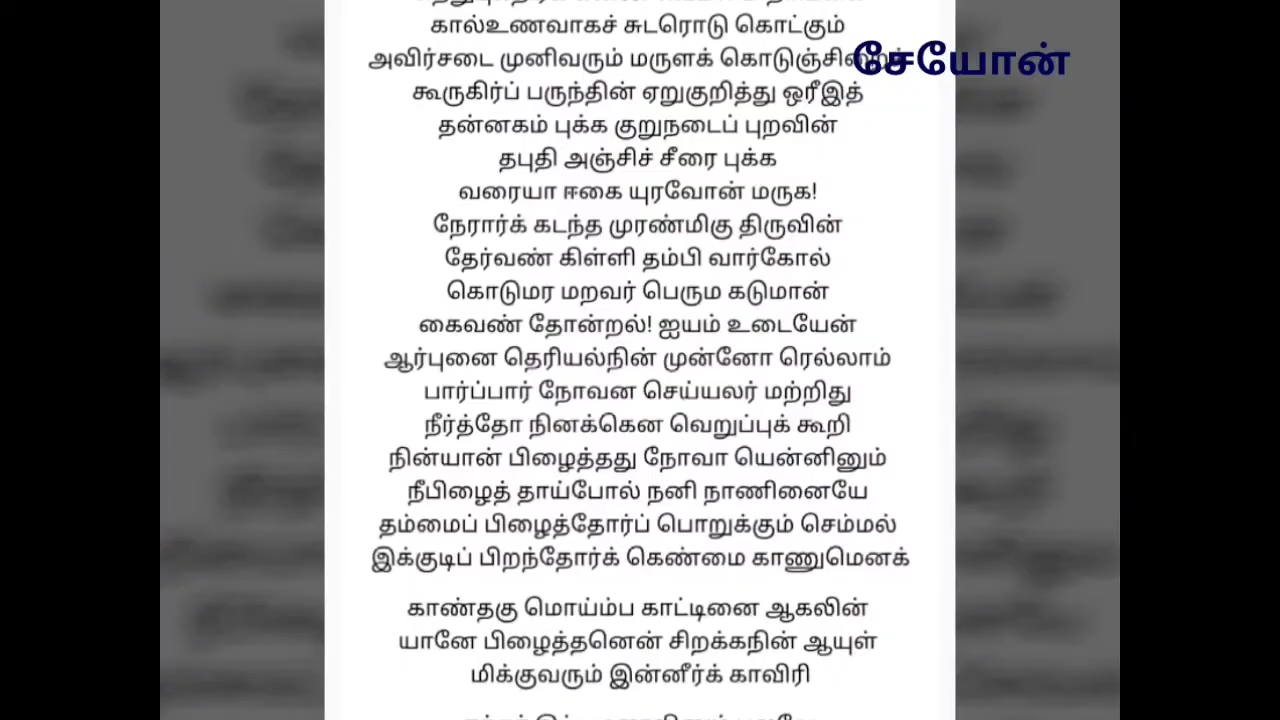 கால்உணவாகச் சுடரொடு கொட்கும்
அவிர்சடை முனிவரும் மருளக் கொடுஞ்சிறைக்
சேயோன்
கூருகிர்ப் பருந்தின் ஏறுகுறித்து ஒரீஇத்
தன்னகம் புக்க குறுநடைப் புறவின்
தபுதி அஞ்சிச் சீரை புக்க
வரையா ஈகை யுரவோன் மருக!
நேரார்க் கடந்த முரண்மிகு திருவின்
தேர்வண் கிள்ளி தம்பி வார்கோல்
கொடுமர மறவர் பெரும கடுமான்
கைவண் தோன்றல்! ஐயம் உடையேன்
ஆர்புனை தெரியல்நின் முன்னோ ரெல்லாம்
பார்ப்பார் நோவன செய்யலர் மற்றிது
நீர்த்தோ நினக்கென வெறுப்புக் கூறி
நின்யான் பிழைத்தது நோவா யென்னினும்
நீபிழைத் தாய்போல் நனி நாணினையே
தம்மைப் பிழைத்தோர்ப் பொறுக்கும் செம்மல்
இக்குடிப் பிறந்தோர்க் கெண்மை காணுமெனக்
காண்தகு மொய்ம்ப காட்டினை ஆகலின்
யானே பிழைத்தனென் சிறக்கநின் ஆயுள்
மிக்குவரும் இன்னீர்க் காவிரி